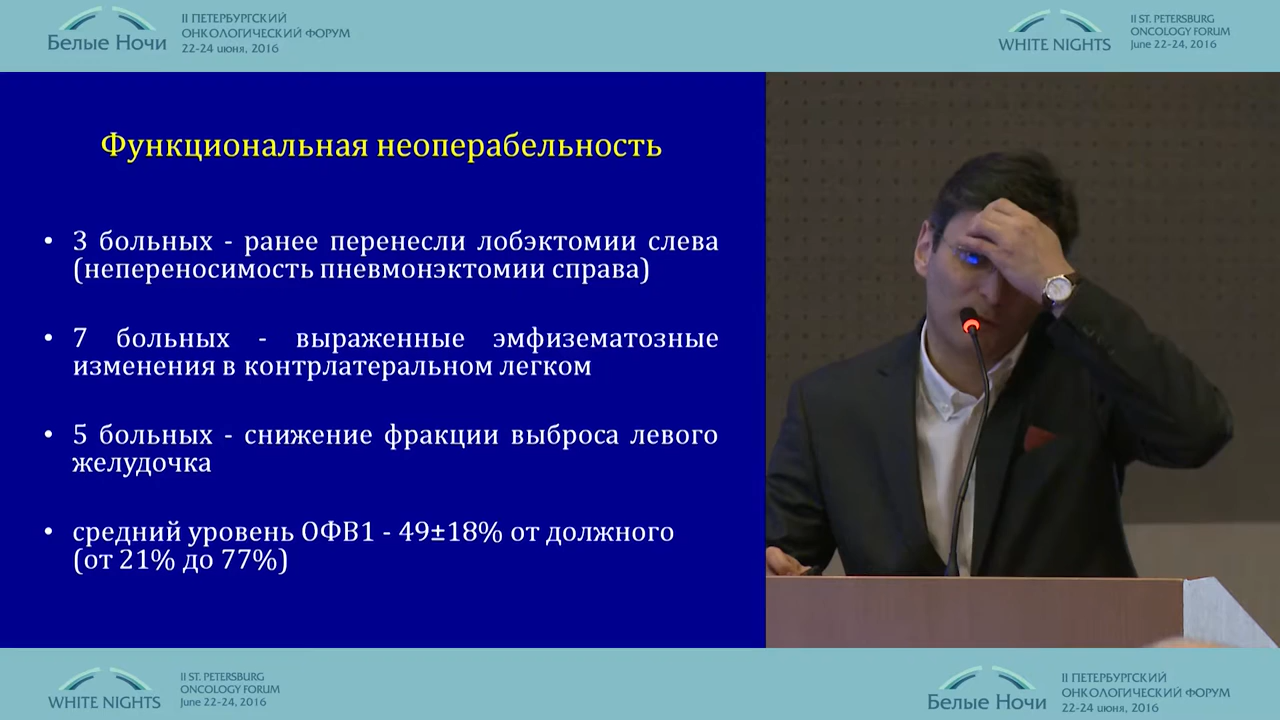 Белые Ночи
II ПЕТЕРБУРГСКИЙ
ОНКОЛОГИЧЕСКИЙ ФОРУМ
22-24 июня, 2016
WHITE NIGHTS
II ST. PETERSBURG
ONCOLOGY FORUM
June 22-24, 2016
Функциональная неоперабельность
• 3 больных - ранее перенесли лобэктомии слева
(непереносимость пневмонэктомии справа)
• 7 больных - выраженные эмфизематозные
изменения в контрлатеральном легком
• 5 больных - снижение фракции выброса левого
желудочка
• средний уровень ОФВ1 - 49±18% от должного
(от 21% до 77%)
WHITE NIGHTS
II ST. PETERSBURG
ONCOLOGY FORUM
June 22-24, 2016
Белые Ночи
II ПЕТЕРБУРГСКИЙ
ОНКОЛОГИЧЕСКИЙ ФОРУМ
22-24 июня, 2016